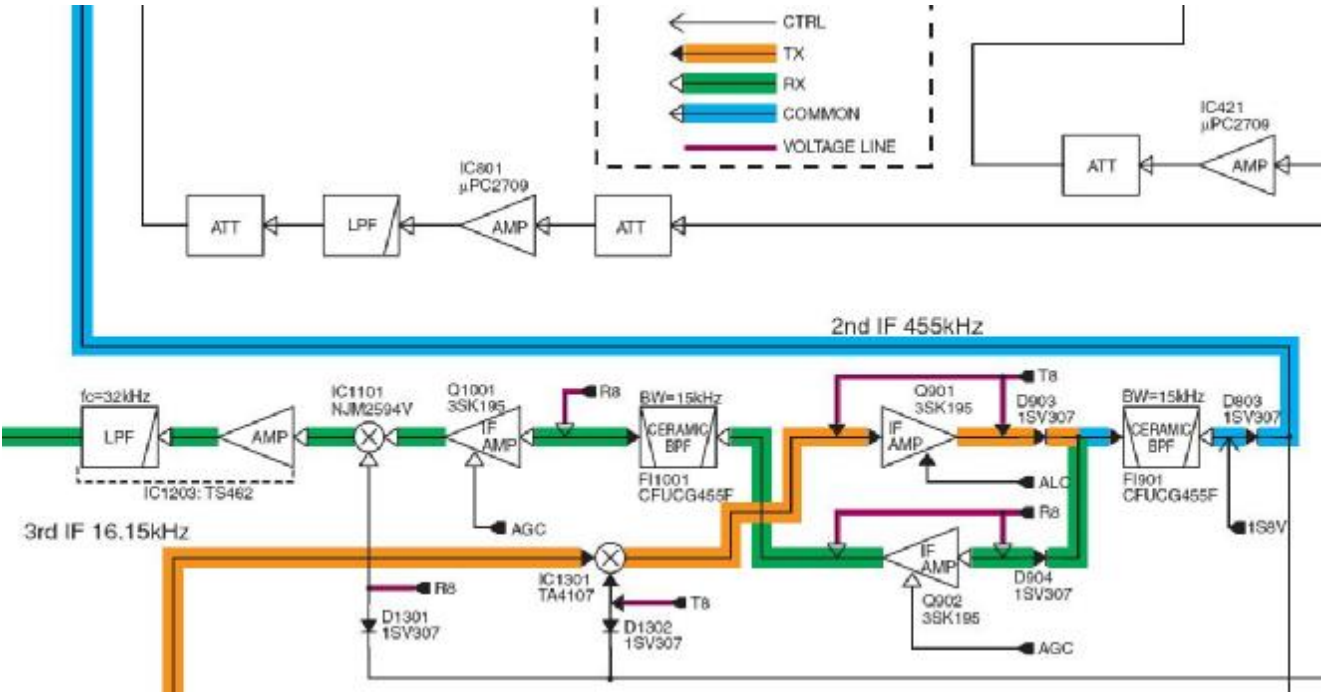 CTRL
TX
RX
COMMON
VOLTAGE LINE
IC421
µPC2709
ATT
AMP
IC801
µPC2709
ATT
LPF
AMP
ATT
2nd IF 455kHz
fc=32kHz
LPF
AMP
IC1203: TS462
IC1101
NJM2594V
Q1001
3SK195
IF
AMP
AGC
R8
BW=15kHz
CERAMIC
BPF
FI1001
CFUCG455F
T8
Q901
3SK195
IF
AMP
D903
1SV307
ALC
BW=15kHz
CERAMIC
BPF
FI901
CFUCG455F
D803
1SV307
1S8V
R8
IF
AMP
Q902
3SK195
D904
1SV307
AGC
3rd IF 16.15kHz
IC1301
TA4107
R8
D1301
1SV307
T8
D1302
1SV307